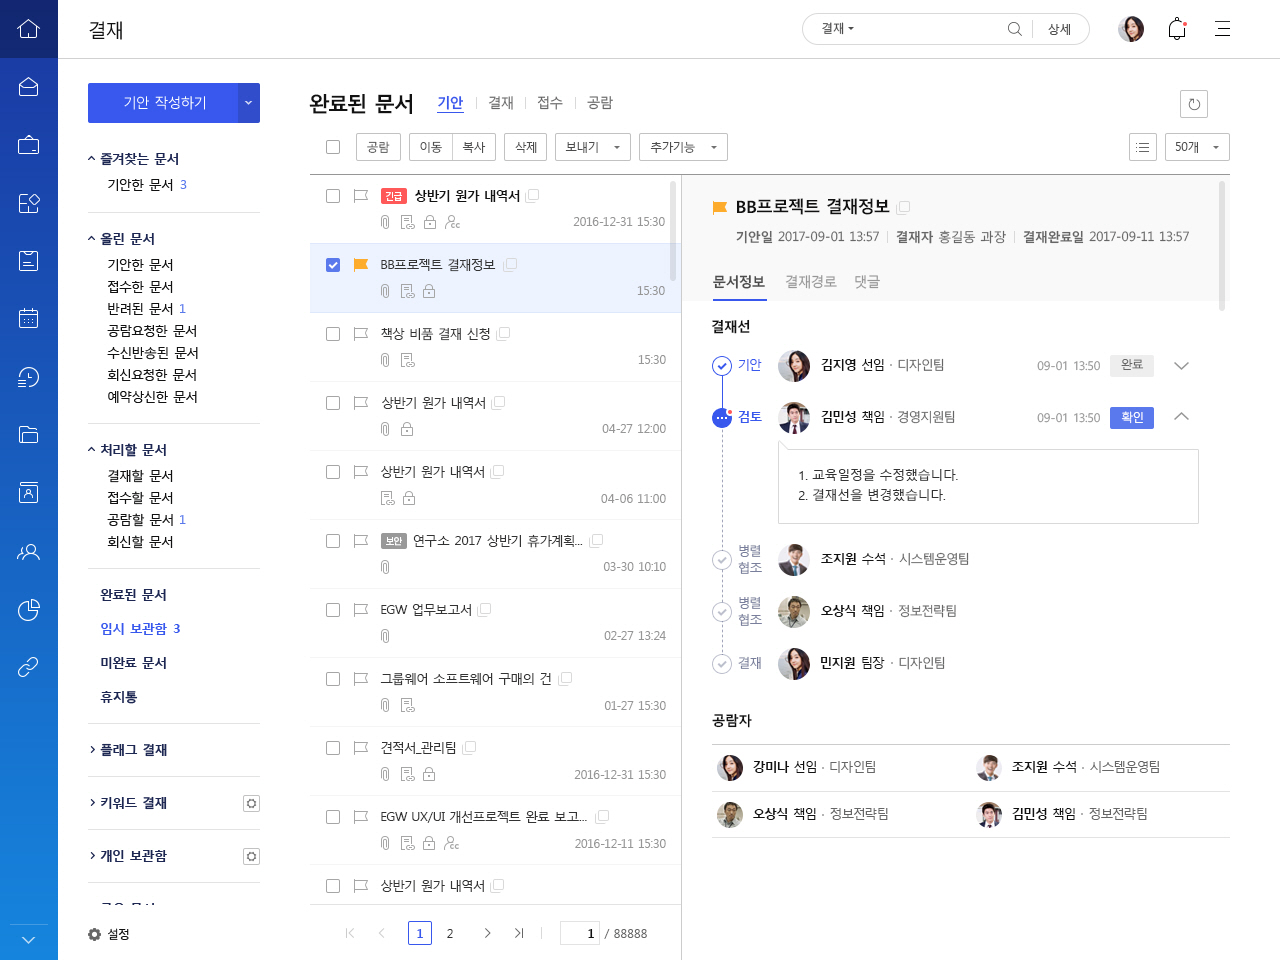 결재
결재
상세
기안 작성하기
즐겨찾는 문서
기안한 문서 3
올린 문서
기안한 문서
접수한 문서
반려된 문서 1
공람요청한 문서
수신반송된 문서
회신요청한 문서
예약상신한 문서
처리할 문서
결재할 문서
접수할 문서
공람할 문서 1
회신할 문서
완료된 문서
임시 보관함 3
미완료 문서
휴지통
플래그 결재
키워드 결재
개인 보관함
설정
완료된 문서 기안 결재 접수 공람
공람 이동 복사 삭제 보내기 추가기능 50개
긴급 상반기 원가 내역서
cc 2016-12-31 15:30
BB프로젝트 결재정보
15:30
책상 비품 결재 신청
15:30
상반기 원가 내역서
04-27 12:00
상반기 원가 내역서
04-06 11:00
보안 연구소 2017 상반기 휴가계획...
03-30 10:10
EGW 업무보고서
02-27 13:24
그룹웨어 소프트웨어 구매의 건
01-27 15:30
견적서_관리팀
2016-12-31 15:30
EGW UX/UI 개선프로젝트 완료 보고...
cc 2016-12-11 15:30
상반기 원가 내역서
1 2 1 / 88888
BB프로젝트 결재정보
기안일 2017-09-01 13:57 결재자 홍길동 과장 결재완료일 2017-09-11 13:57
문서정보 결재경로 댓글
결재선
기안 김지영 선임 · 디자인팀 09-01 13:50 완료
검토 김민성 책임 · 경영지원팀 09-01 13:50 확인
1. 교육일정을 수정했습니다.
2. 결재선을 변경했습니다.
병렬
협조 조지원 수석 · 시스템운영팀
병렬
협조 오상식 책임 · 정보전략팀
결재 민지원 팀장 · 디자인팀
공람자
강미나 선임 · 디자인팀 조지원 수석 · 시스템운영팀
오상식 책임 · 정보전략팀 김민성 책임 · 정보전략팀